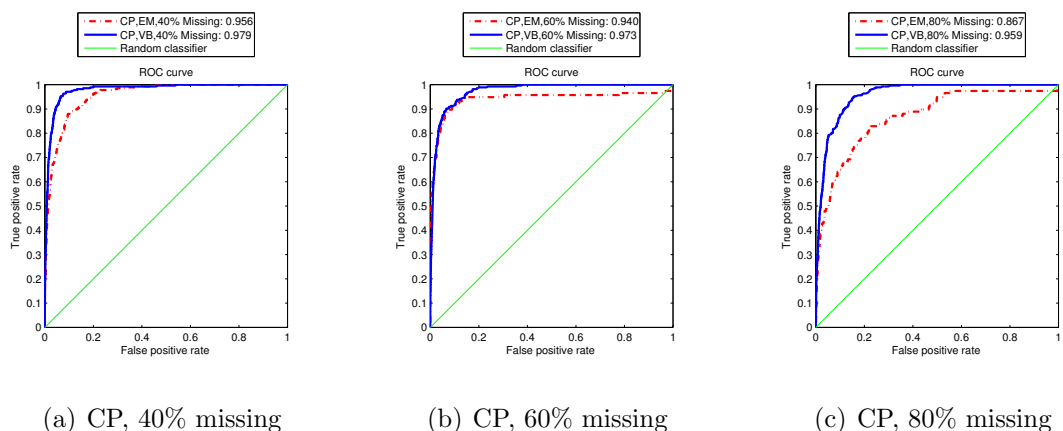 CP,EM,40% Missing: 0.956
CP,VB,40% Missing: 0.979
Random classifier
ROC curve
1
0.9
0.8
0.7
0.6
0.5
0.4
0.3
0.2
0.1
0
True positive rate
0 0.2 0.4 0.6 0.8 1
False positive rate
(a) CP, 40% missing
CP,EM,60% Missing: 0.940
CP,VB,60% Missing: 0.973
Random classifier
ROC curve
1
0.9
0.8
0.7
0.6
0.5
0.4
0.3
0.2
0.1
0
True positive rate
0 0.2 0.4 0.6 0.8 1
False positive rate
(b) CP, 60% missing
CP,EM,80% Missing: 0.867
CP,VB,80% Missing: 0.959
Random classifier
ROC curve
1
0.9
0.8
0.7
0.6
0.5
0.4
0.3
0.2
0.1
0
True positive rate
0 0.2 0.4 0.6 0.8 1
False positive rate
(c) CP, 80% missing